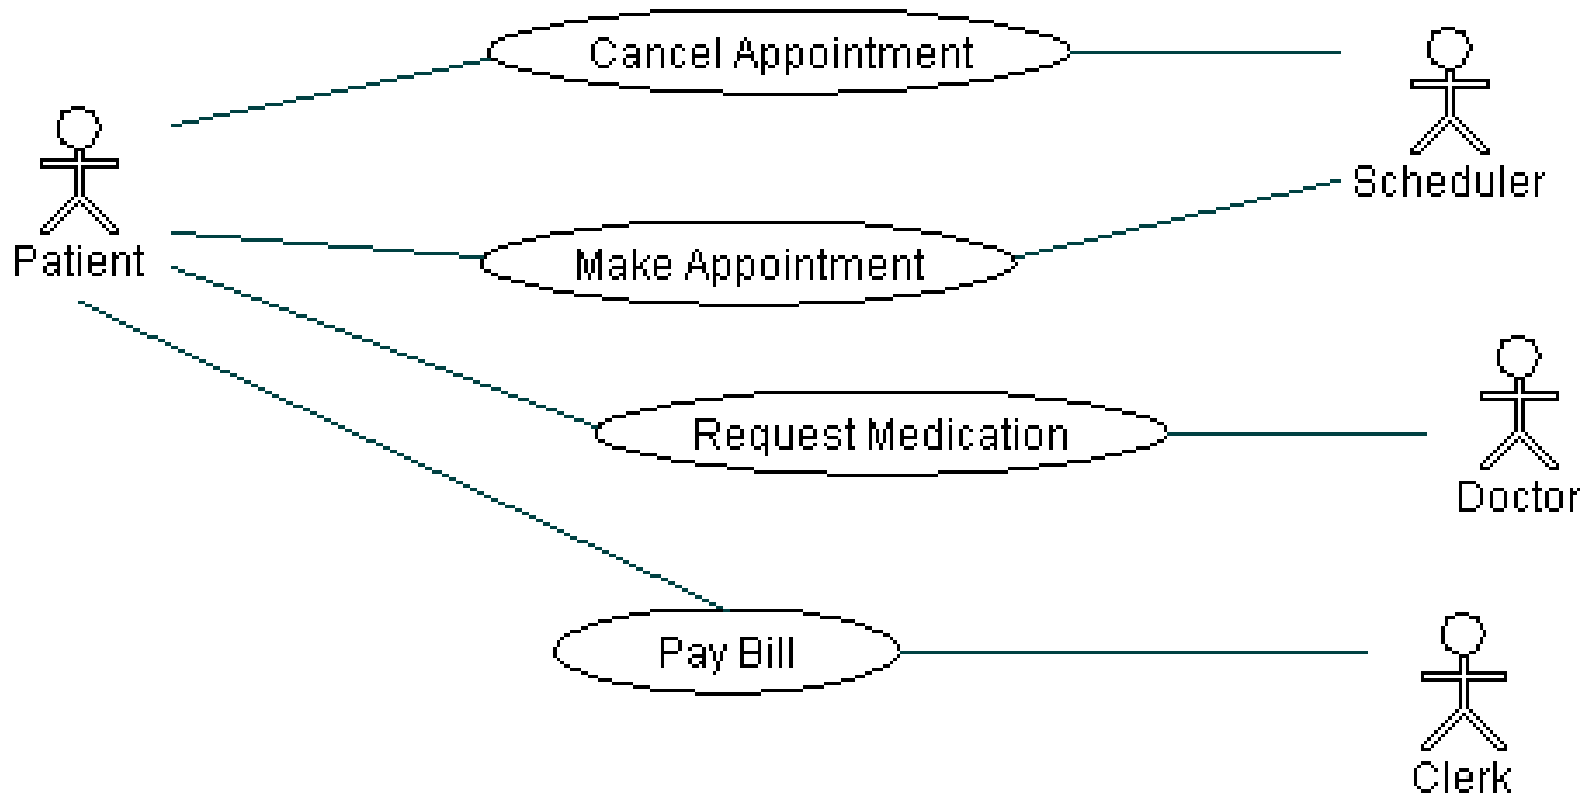 Cancel Appointment
Scheduler
Patient
Make Appointment
Request Medication
Doctor
Pay Bill
Clerk